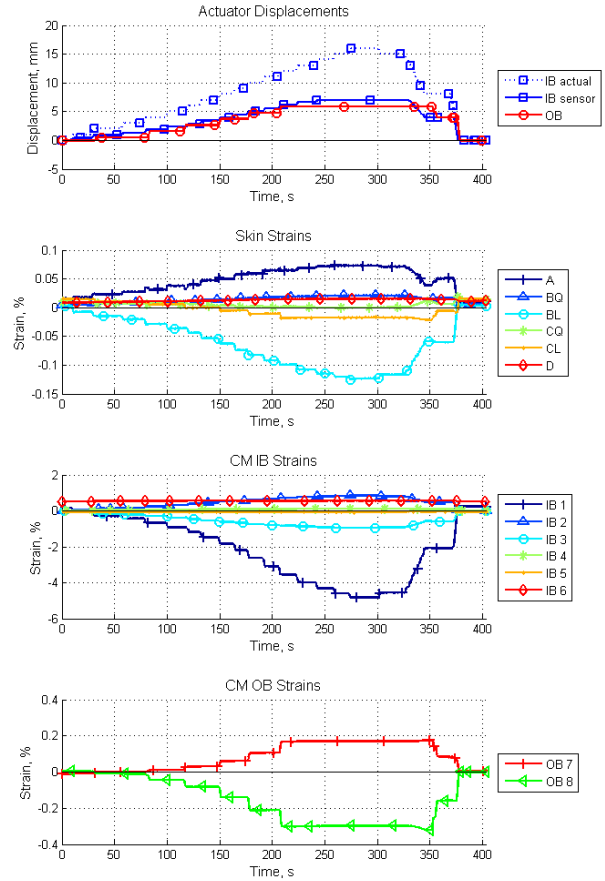 Actuator Displacements
20
15
10
5
0
-5
Displacement, mm
0 50 100 150 200 250 300 350 400
Time, s
IB actual
IB sensor
OB
Skin Strains
0.1
0.05
0
-0.05
-0.1
-0.15
Strain, %
0 50 100 150 200 250 300 350 400
Time, s
A
BQ
BL
CQ
CL
D
CM IB Strains
2
0
-2
-4
-6
Strain, %
0 50 100 150 200 250 300 350 400
Time, s
IB 1
IB 2
IB 3
IB 4
IB 5
IB 6
CM OB Strains
0.4
0.2
0
-0.2
-0.4
Strain, %
0 50 100 150 200 250 300 350 400
Time, s
OB 7
OB 8